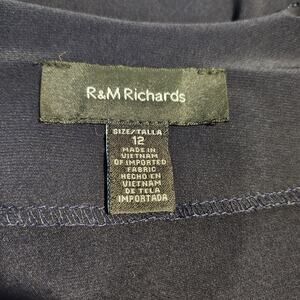 R&M Richards
SIZE/TALLA
12
MADE IN
VIETNAM
OF IMPORTED
FABRIC
HECHO EN
VIETNAM
DE TELA
IMPORTADA